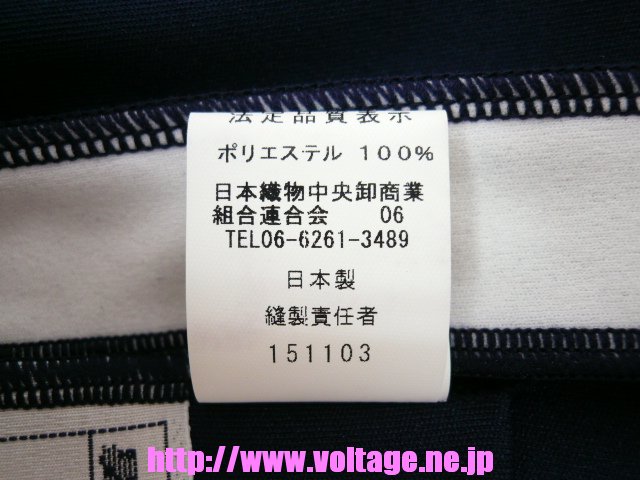 法定品質表示
ポリエステル 100%
日本織物中央卸商業
組合連合会 06
TEL06-6261-3489
日本製
縫製責任者
151103
http://www.voltage.ne.jp